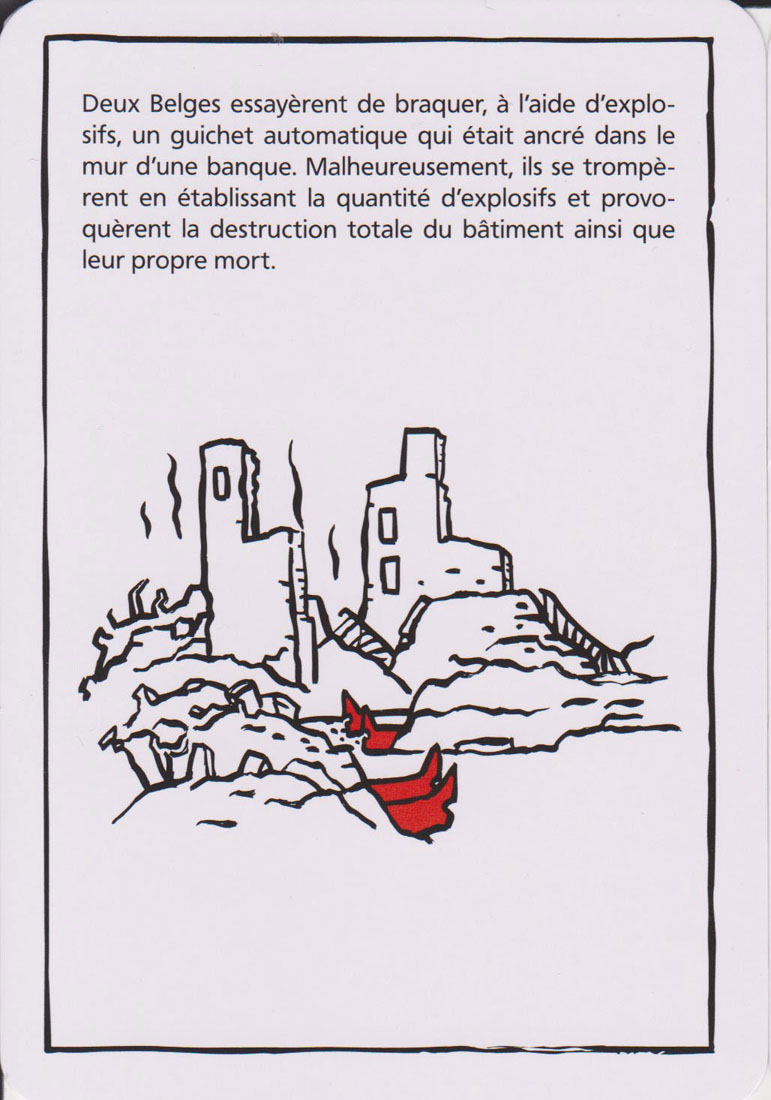 Deux Belges essayèrent de braquer, à l'aide d'explo-
sifs, un guichet automatique qui était ancré dans le
mur d'une banque. Malheureusement, ils se trompè-
rent en établissant la quantité d'explosifs et provo-
quèrent la destruction totale du bâtiment ainsi que
leur propre mort.